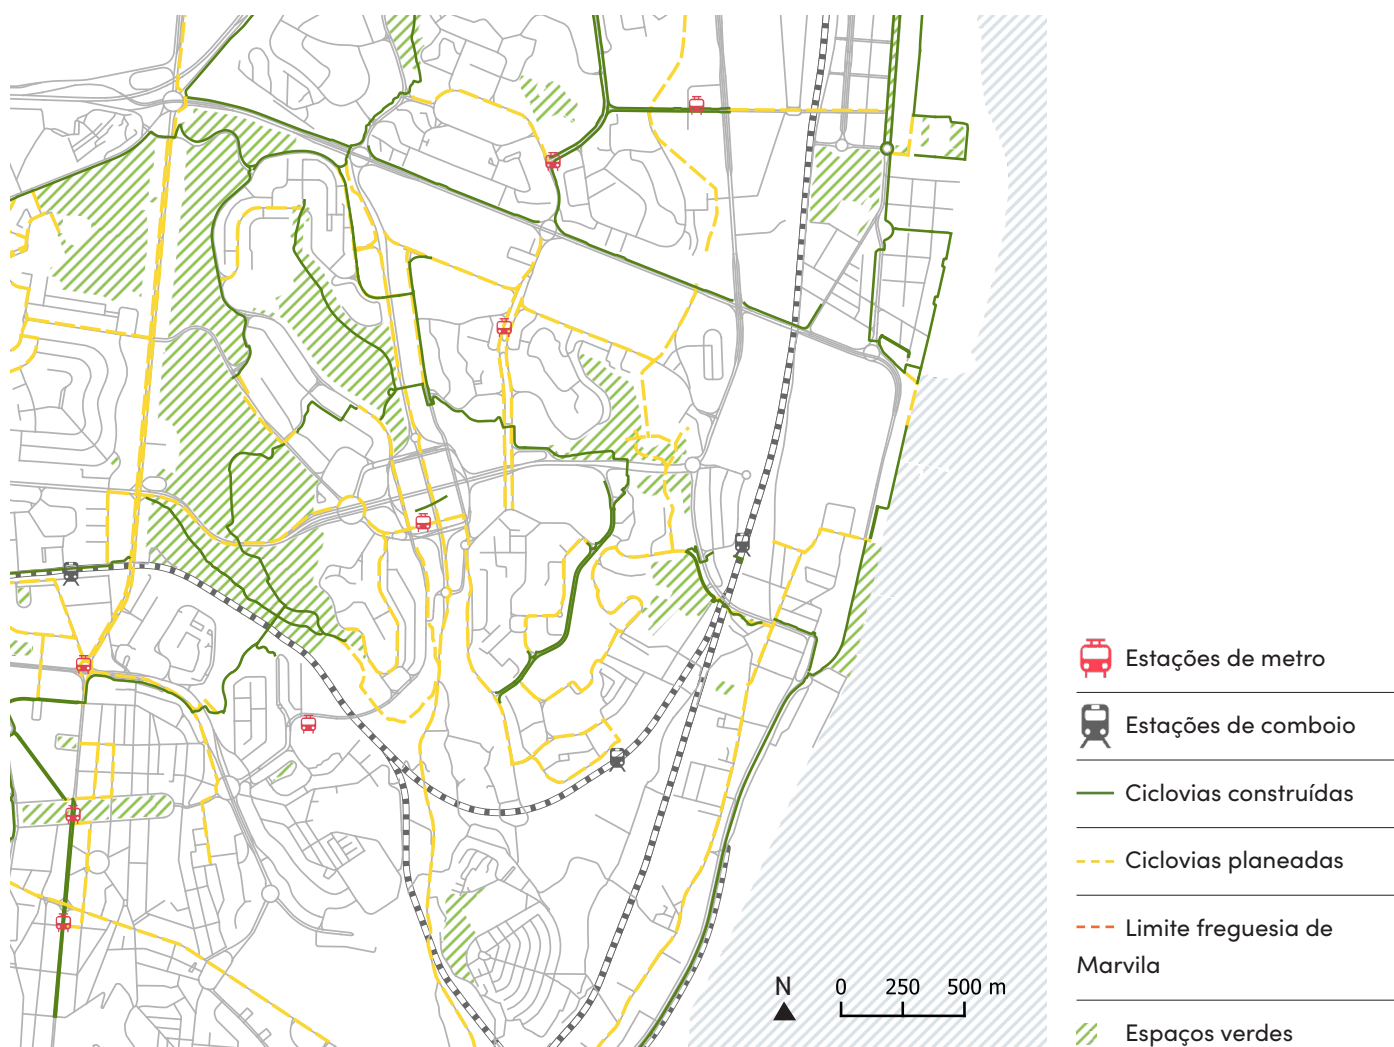 Estações de metro
Estações de comboio
Ciclovias construídas
Ciclovias planeadas
Limite freguesia de
Marvila
Espaços verdes
N 0 250 500 m